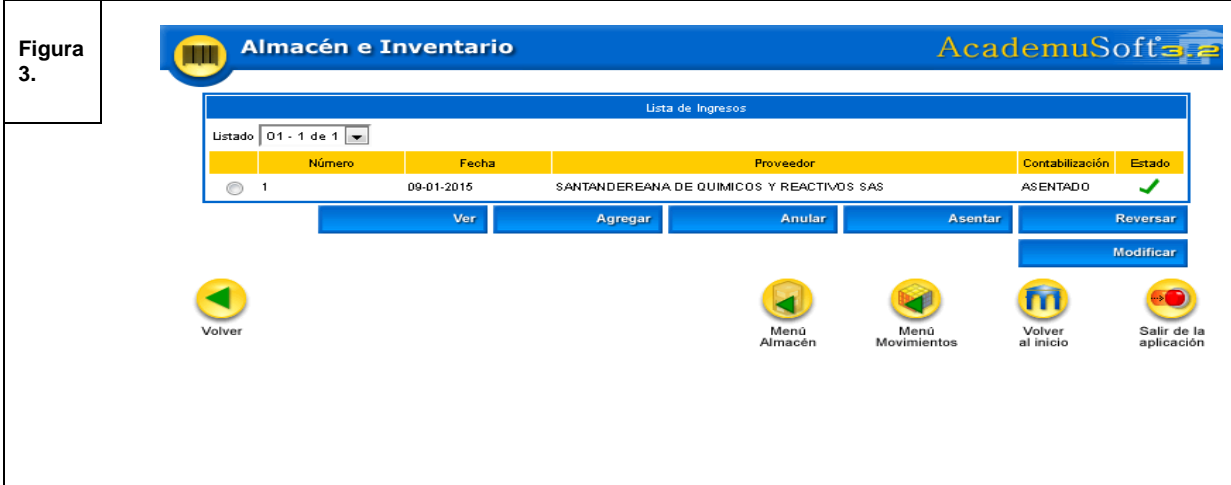 Figura
3.
Almacén e Inventario
AcademuSoft 3.2
Lista de Ingresos
Listado 01 - 1 de 1
Número Fecha Proveedor Contabilización Estado
1 09-01-2015 SANTANDEREANA DE QUIMICOS Y REACTIVOS SAS ASENTADO
Ver Agregar Anular Asentar Reversar
Modificar
Volver
Menú
Almacén
Menú
Movimientos
Volver
al inicio
Salir de la
aplicación